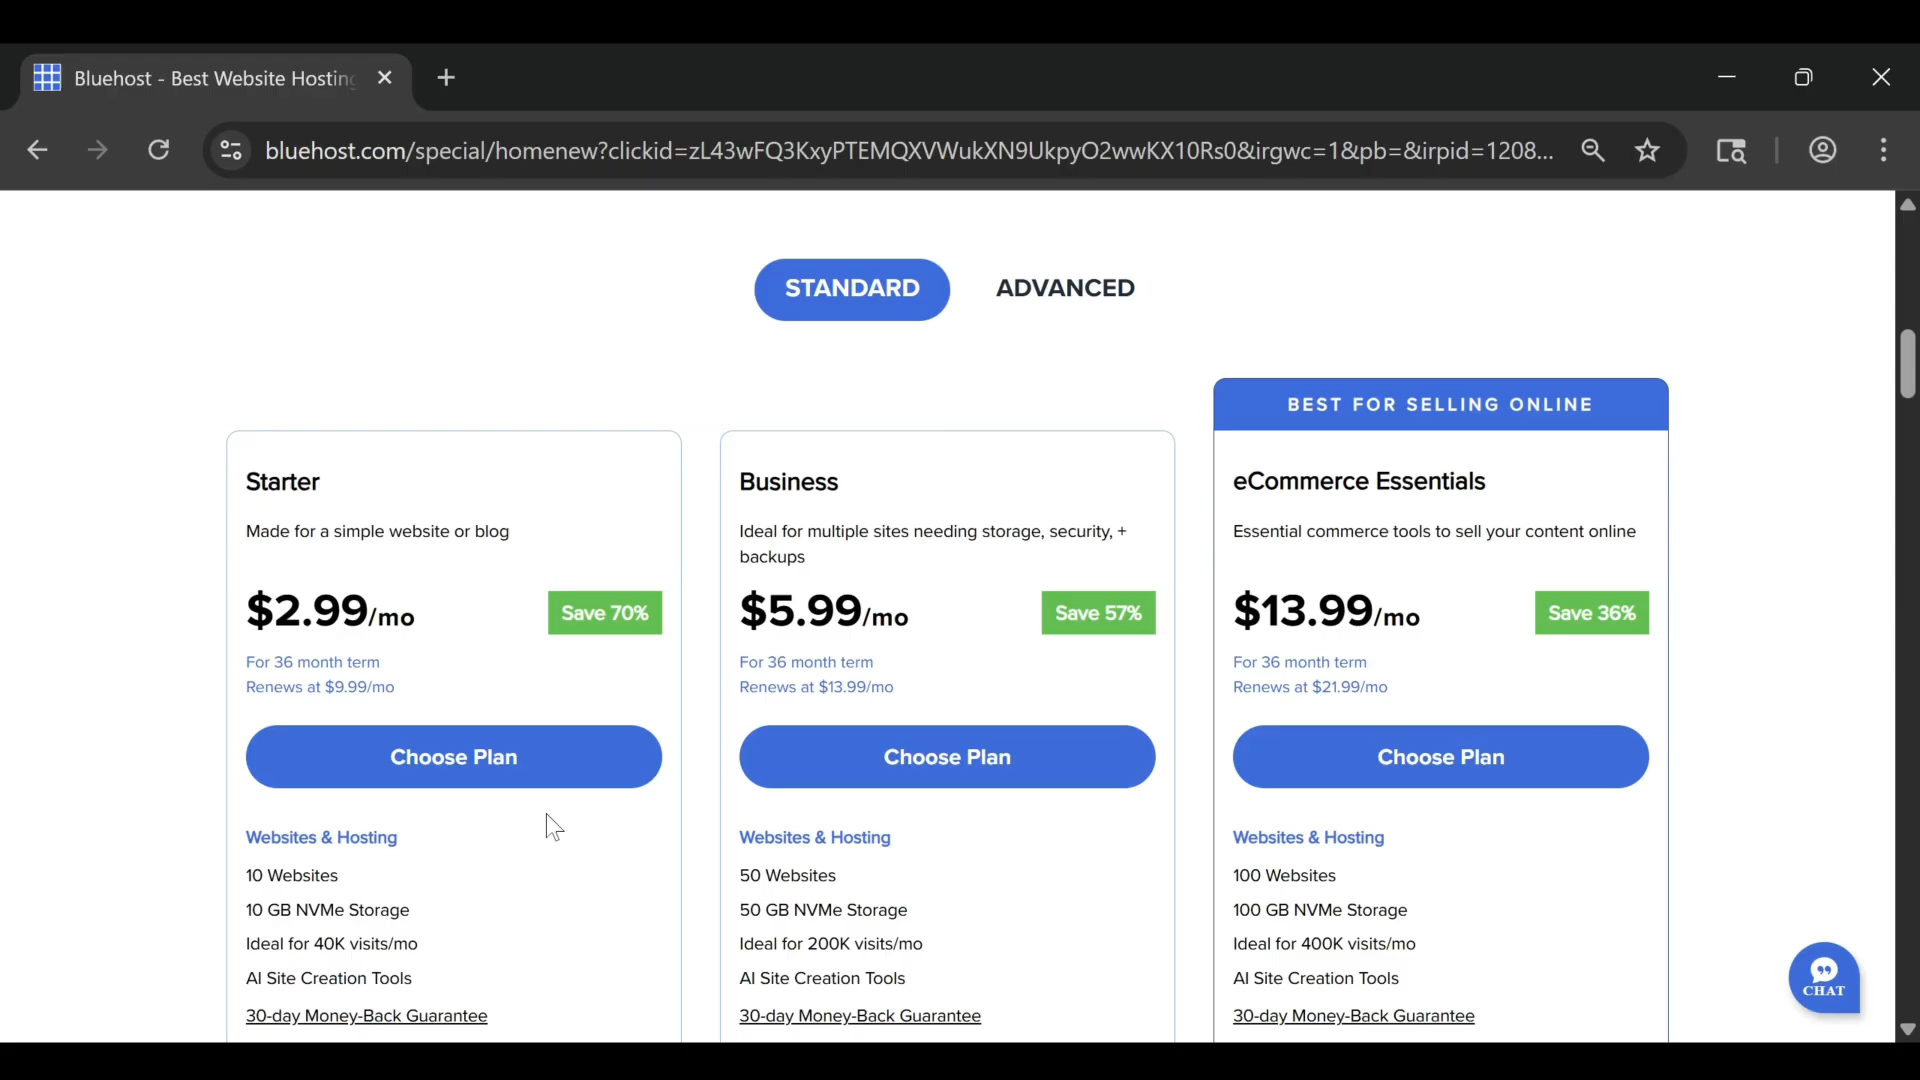 Bluehost - Best Website Hosting
bluehost.com/special/homenew?clickid=zL43wFQ3KxyPTEMQXVWukXN9UkpyO2wwKX10Rs0&irgwc=1&pb=&irpid=1208...
STANDARD
ADVANCED
BEST FOR SELLING ONLINE
Starter
Made for a simple website or blog
$2.99/mo
Save 70%
For 36 month term
Renews at $9.99/mo
Choose Plan
Websites & Hosting
10 Websites
10 GB NVMe Storage
Ideal for 40K visits/mo
AI Site Creation Tools
30-day Money-Back Guarantee
Business
Ideal for multiple sites needing storage, security, +
backups
$5.99/mo
Save 57%
For 36 month term
Renews at $13.99/mo
Choose Plan
Websites & Hosting
50 Websites
50 GB NVMe Storage
Ideal for 200K visits/mo
AI Site Creation Tools
30-day Money-Back Guarantee
eCommerce Essentials
Essential commerce tools to sell your content online
$13.99/mo
Save 36%
For 36 month term
Renews at $21.99/mo
Choose Plan
Websites & Hosting
100 Websites
100 GB NVMe Storage
Ideal for 400K visits/mo
AI Site Creation Tools
30-day Money-Back Guarantee
CHAT